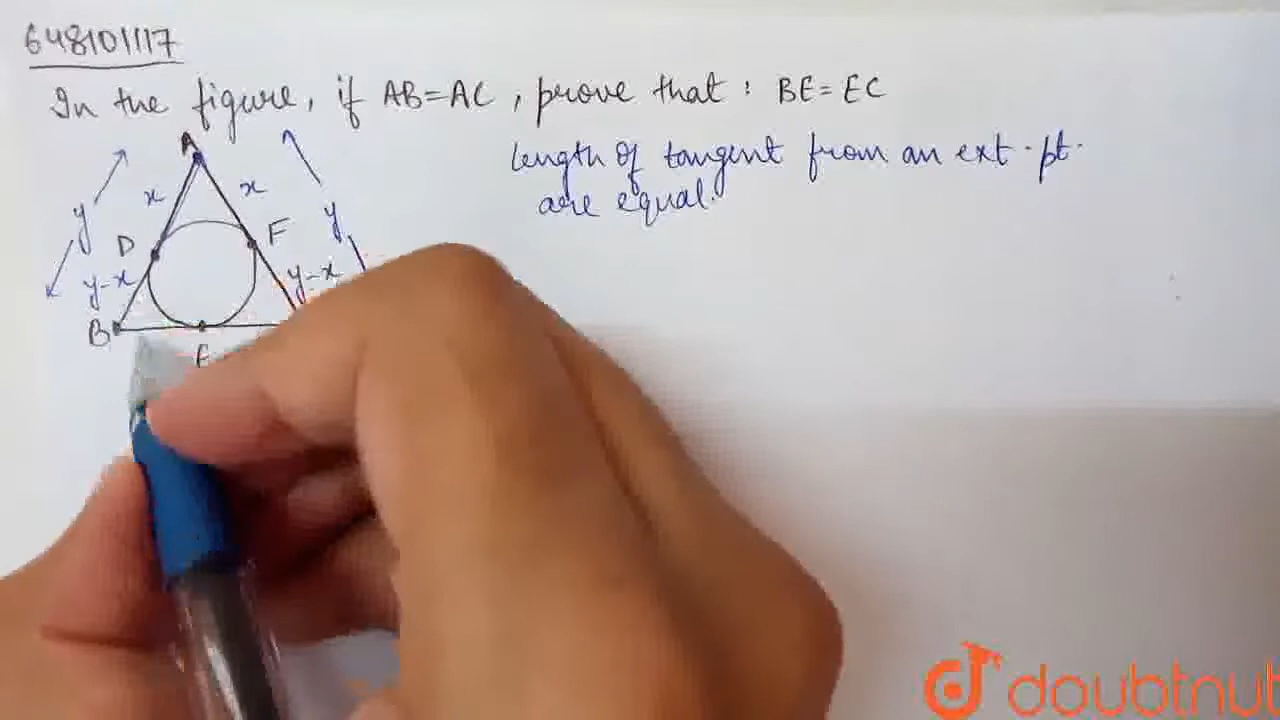 648101117
In the figure, if AB=AC, prove that : BE=EC
length of tangent from an ext. pt.
are equal.
A
x x
y y
D F
y-x y-x
B
E
doubtnut